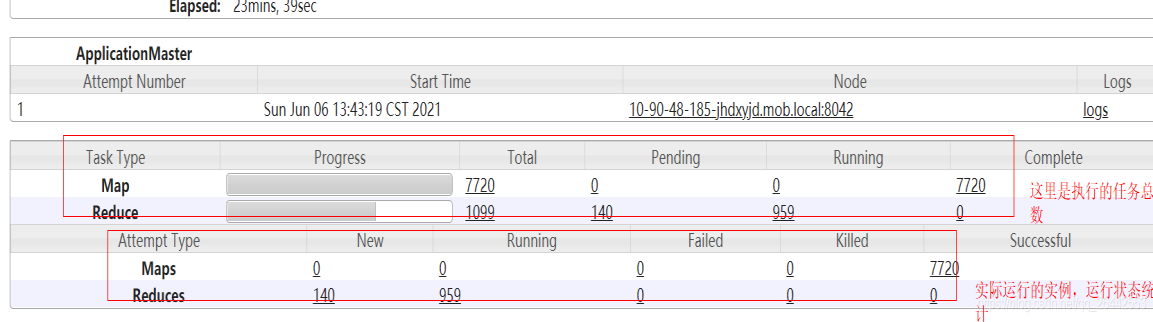 Elapsed: 23mins, 39sec
ApplicationMaster
Attempt Number Start Time Node Logs
1 Sun Jun 06 13:43:19 CST 2021 10-90-48-185-jhdxyjd.mob.local:8042 logs
Task Type Progress Total Pending Running Complete
Map 7720 0 0 7720
Reduce 1099 140 959 0
这里是执行的任务总
数
Attempt Type New Running Failed Killed Successful
Maps 0 0 0 0 7720
Reduces 140 959 0 0 0
实际运行的实例，运行状态统
计